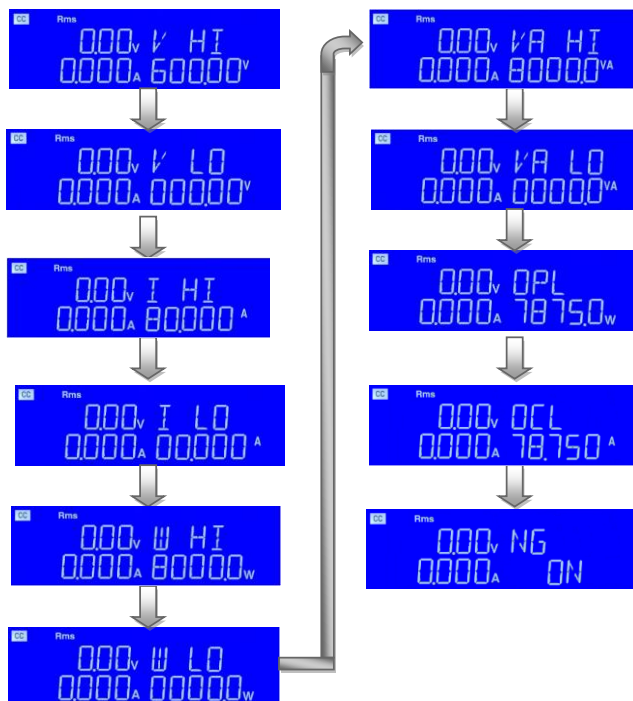 CC Rms
0.00V V HI
0.000A 600.00V
CC Rms
0.00V V LO
0.000A 000.00V
CC Rms
0.00V I HI
0.000A 80.000 A
CC Rms
0.00V I LO
0.000A 00.000 A
CC Rms
0.00V W HI
0.000A 8000.0W
CC Rms
0.00V W LO
0.000A 0000.0W
CC Rms
0.00V VA HI
0.000A 8000.0VA
CC Rms
0.00V VA LO
0.000A 0000.0VA
CC Rms
0.00V OPL
0.000A 7875.0W
CC Rms
0.00V OCL
0.000A 78.750 A
CC Rms
0.00V NG
0.000A ON